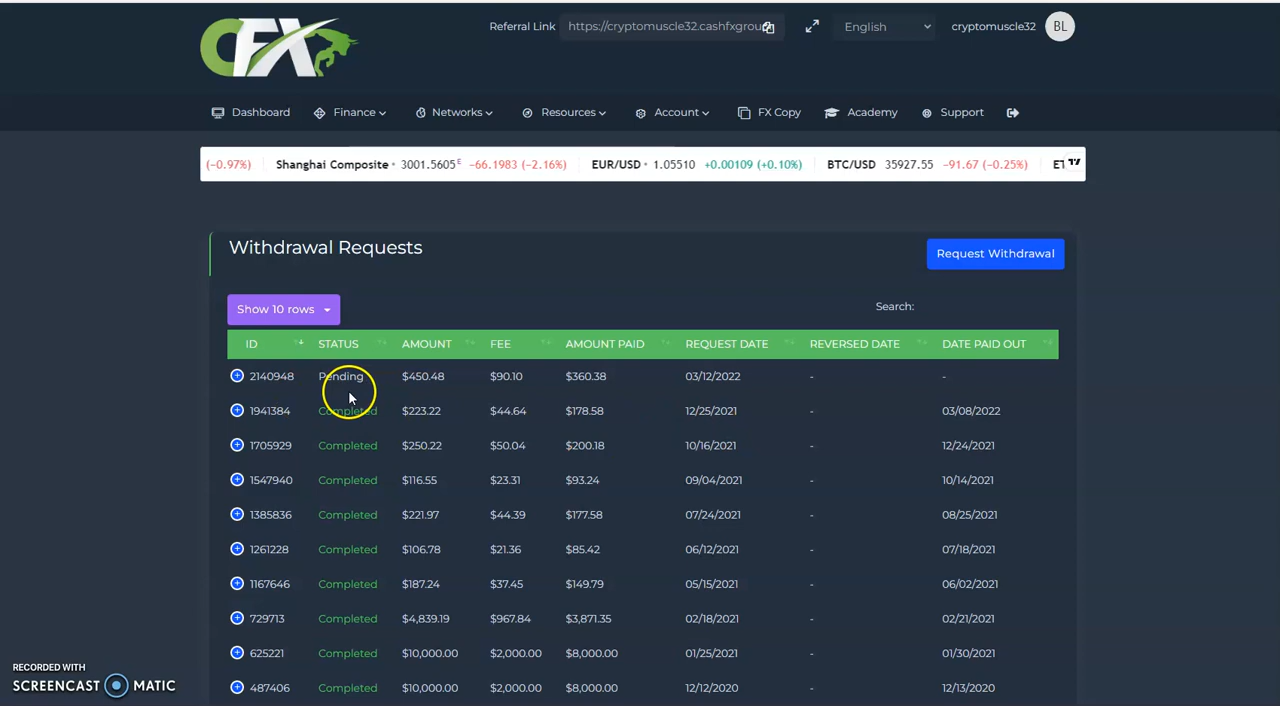 CFX
Referral Link https://cryptomuscle32.cashfxgrou English cryptomuscle32 BL
Dashboard Finance Networks Resources Account FX Copy Academy Support
(−0.97%) Shanghai Composite 3001.5605 E −66.1983 (−2.16%) EUR/USD 1.05510 +0.00109 (+0.10%) BTC/USD 35927.55 −91.67 (−0.25%)
Withdrawal Requests
Request Withdrawal
Show 10 rows
Search:
ID STATUS AMOUNT FEE AMOUNT PAID REQUEST DATE REVERSED DATE DATE PAID OUT
2140948 Pending $450.48 $90.10 $360.38 03/12/2022 - -
1941384 Completed $223.22 $44.64 $178.58 12/25/2021 - 03/08/2022
1705929 Completed $250.22 $50.04 $200.18 10/16/2021 - 12/24/2021
1547940 Completed $116.55 $23.31 $93.24 09/04/2021 - 10/14/2021
1385836 Completed $221.97 $44.39 $177.58 07/24/2021 - 08/25/2021
1261228 Completed $106.78 $21.36 $85.42 06/12/2021 - 07/18/2021
1167646 Completed $187.24 $37.45 $149.79 05/15/2021 - 06/02/2021
729713 Completed $4,839.19 $967.84 $3,871.35 02/18/2021 - 02/21/2021
625221 Completed $10,000.00 $2,000.00 $8,000.00 01/25/2021 - 01/30/2021
487406 Completed $10,000.00 $2,000.00 $8,000.00 12/12/2020 - 12/13/2020
RECORDED WITH
SCREENCAST MATIC